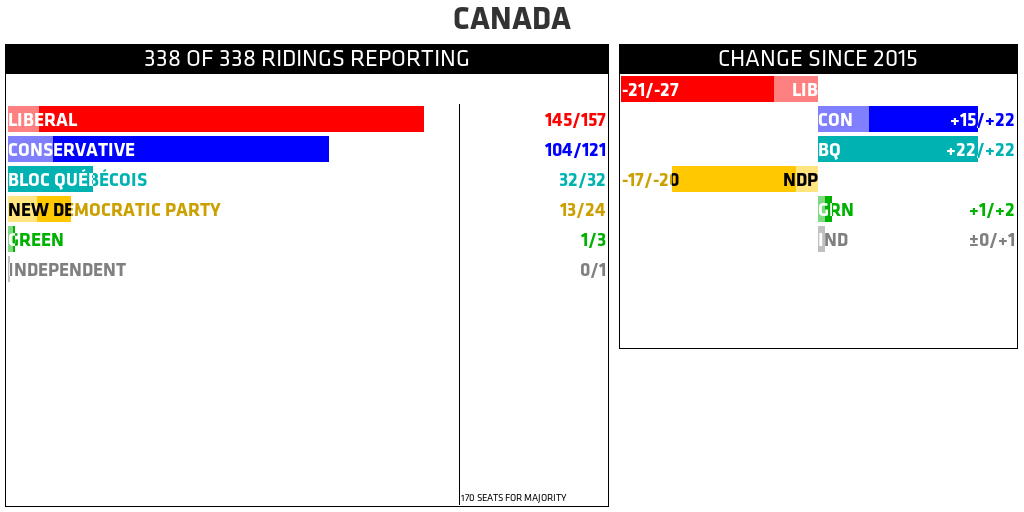 CANADA
338 OF 338 RIDINGS REPORTING
LIBERAL 145/157
CONSERVATIVE 104/121
BLOC QUÉBÉCOIS 32/32
NEW DEMOCRATIC PARTY 13/24
GREEN 1/3
INDEPENDENT 0/1
170 SEATS FOR MAJORITY
CHANGE SINCE 2015
-21/-27 LIB
CON +15/+22
BQ +22/+22
-17/-20 NDP
GRN +1/+2
IND ±0/+1